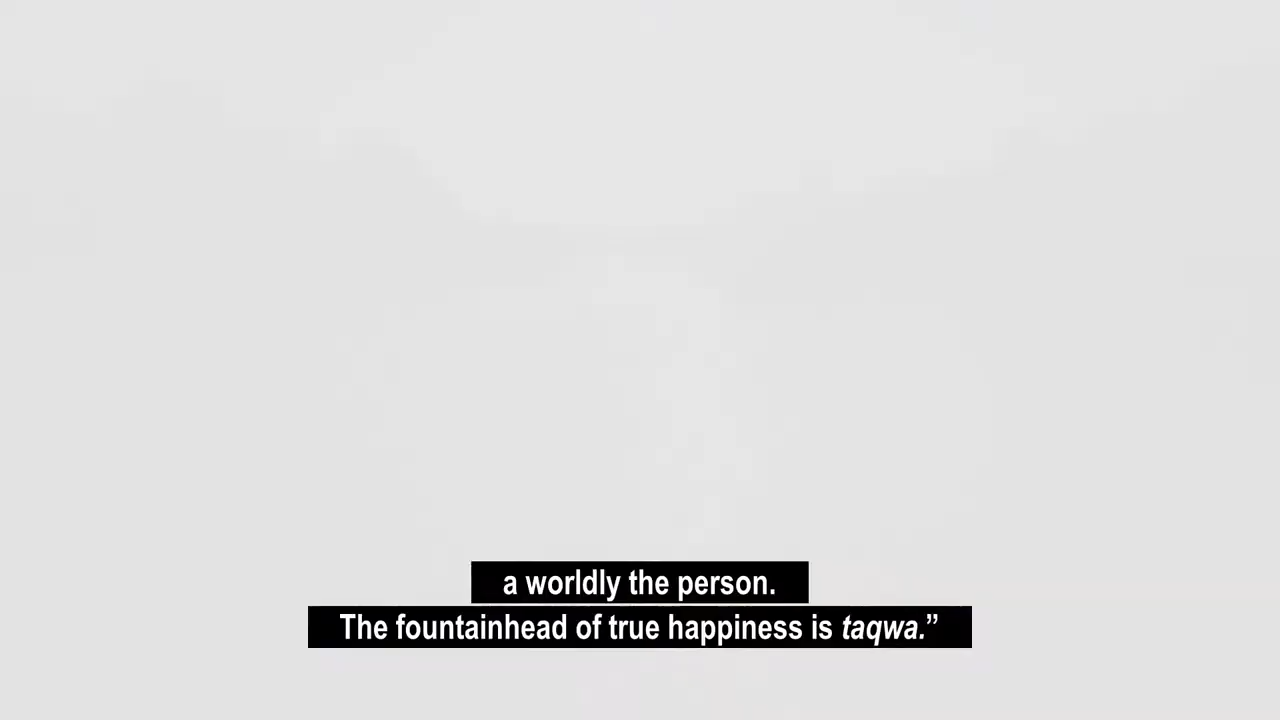 a worldly the person.
The fountainhead of true happiness is taqwa.”